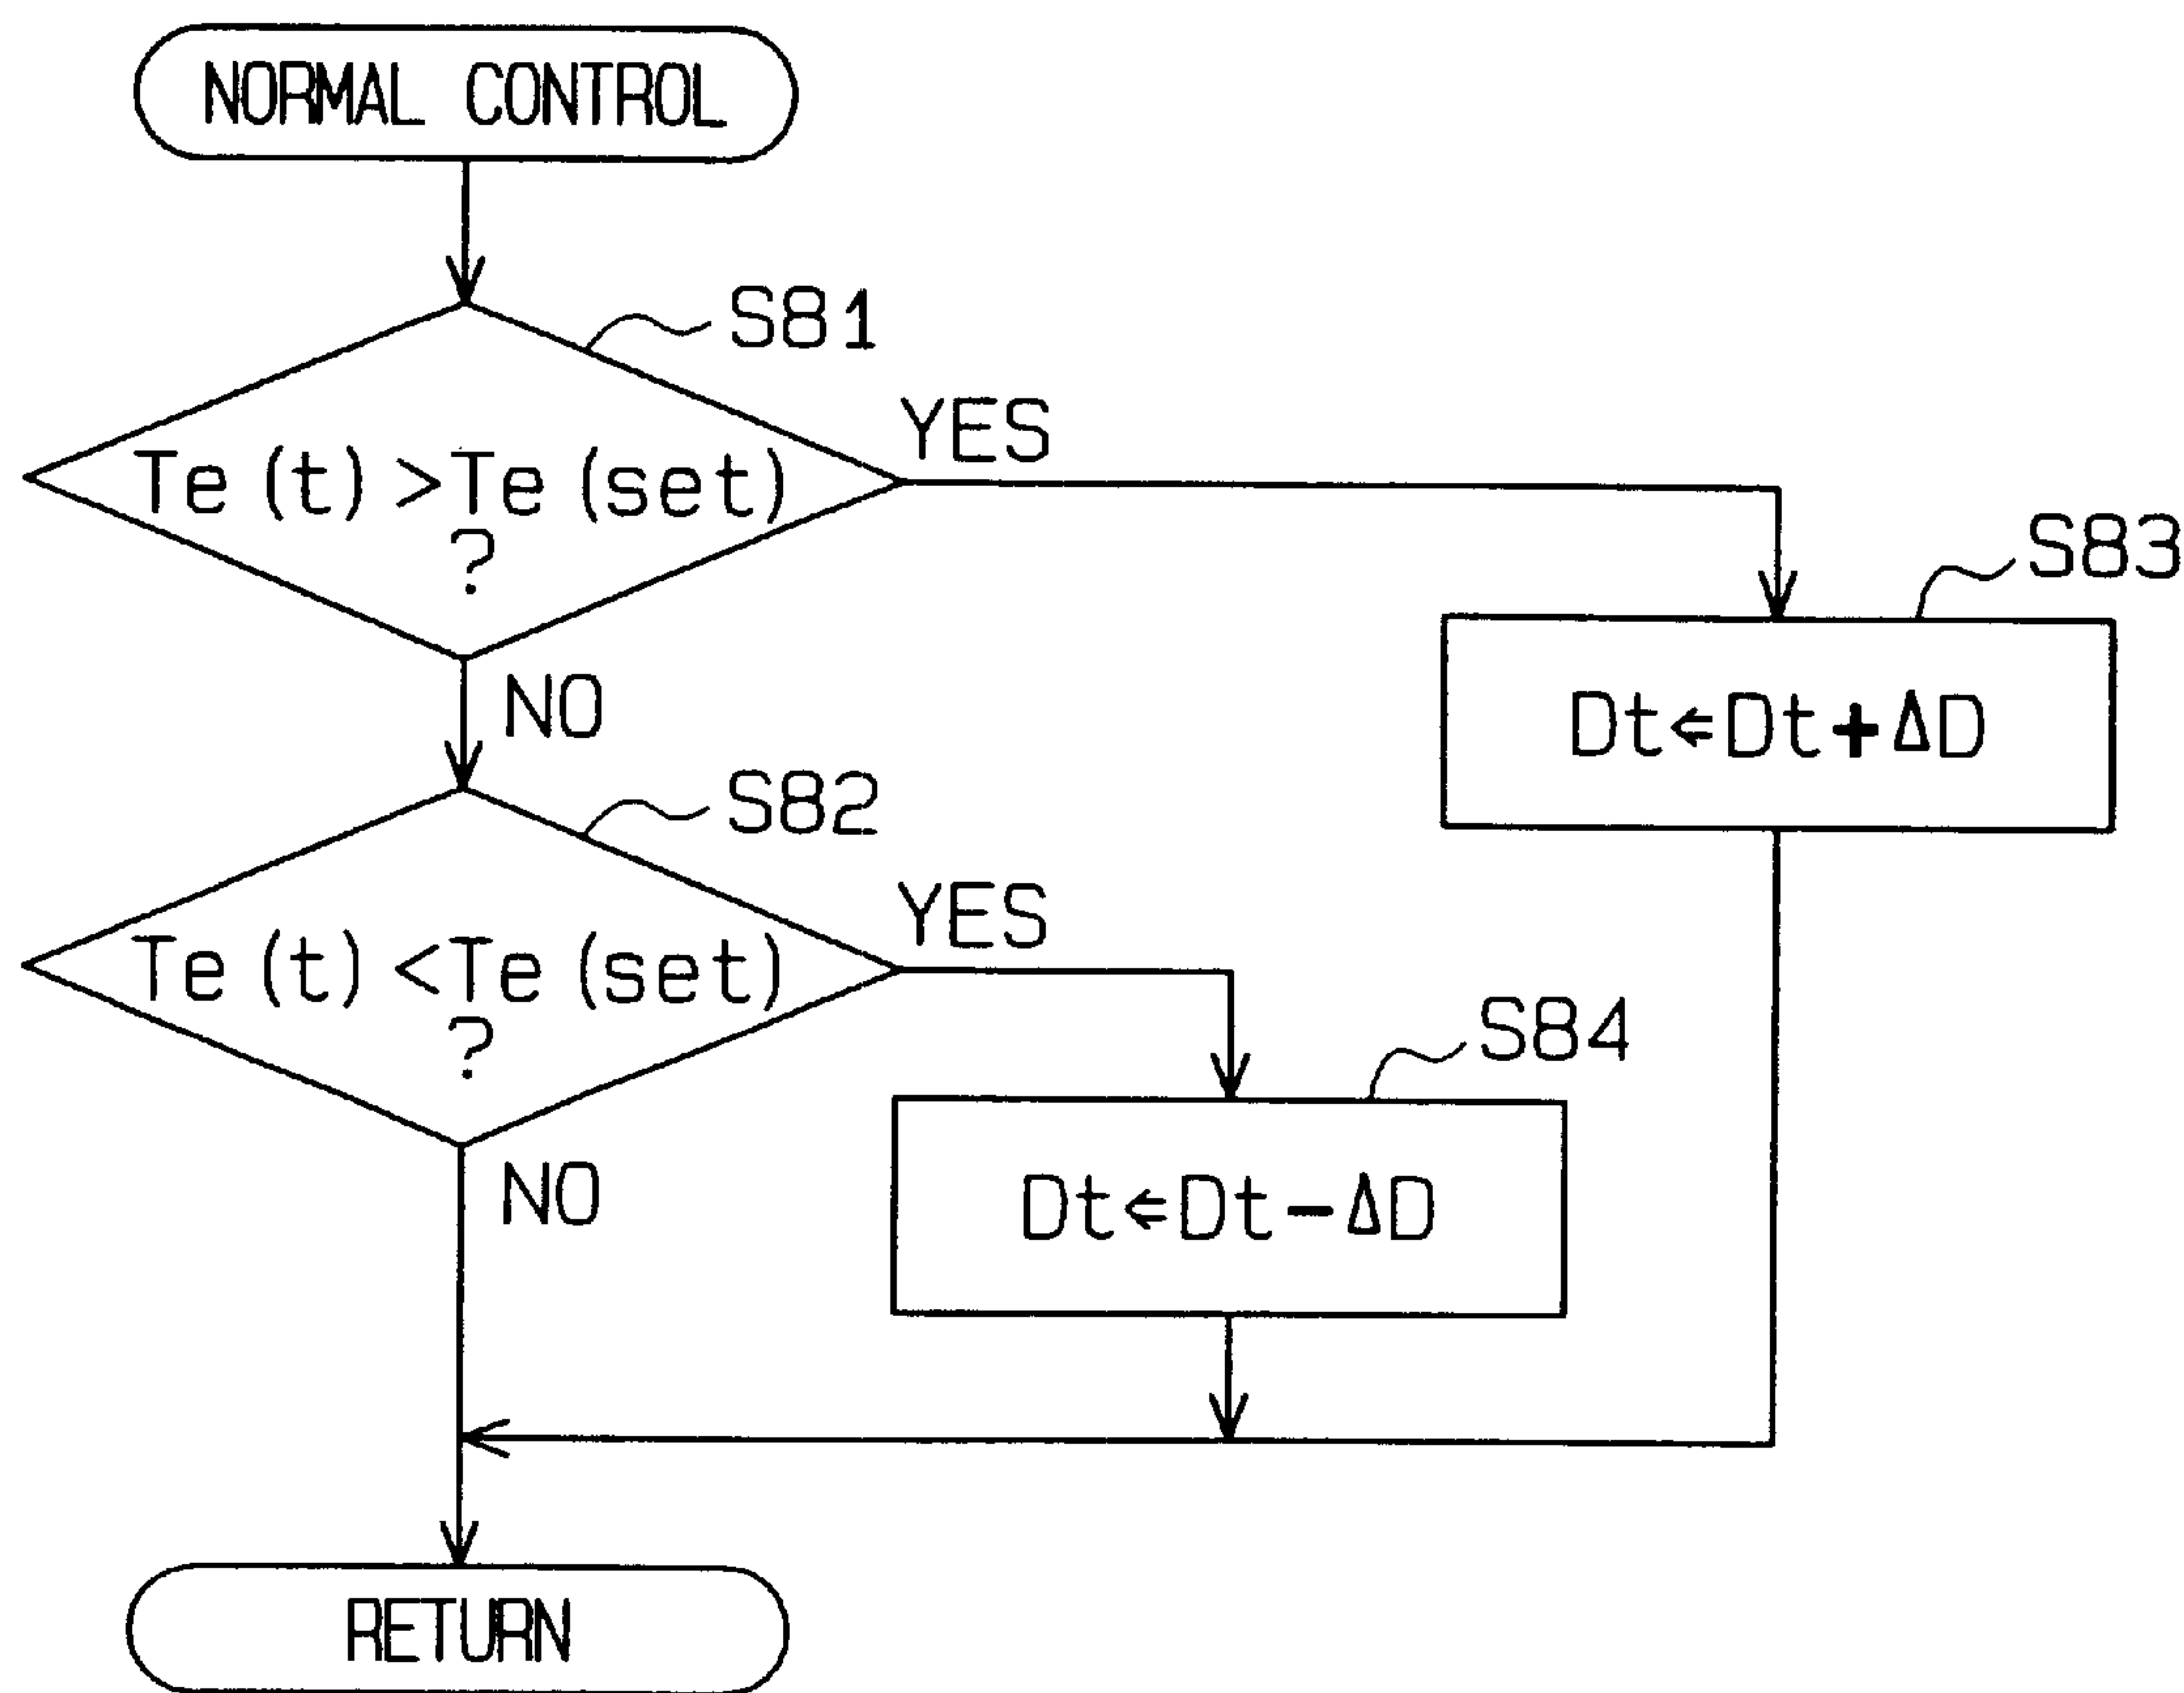 NORMAL CONTROL
S81
Te(t)>Te(set)
?
YES
NO
S83
Dt⇐Dt+ΔD
S82
Te(t)<Te(set)
?
YES
NO
S84
Dt⇐Dt-ΔD
RETURN